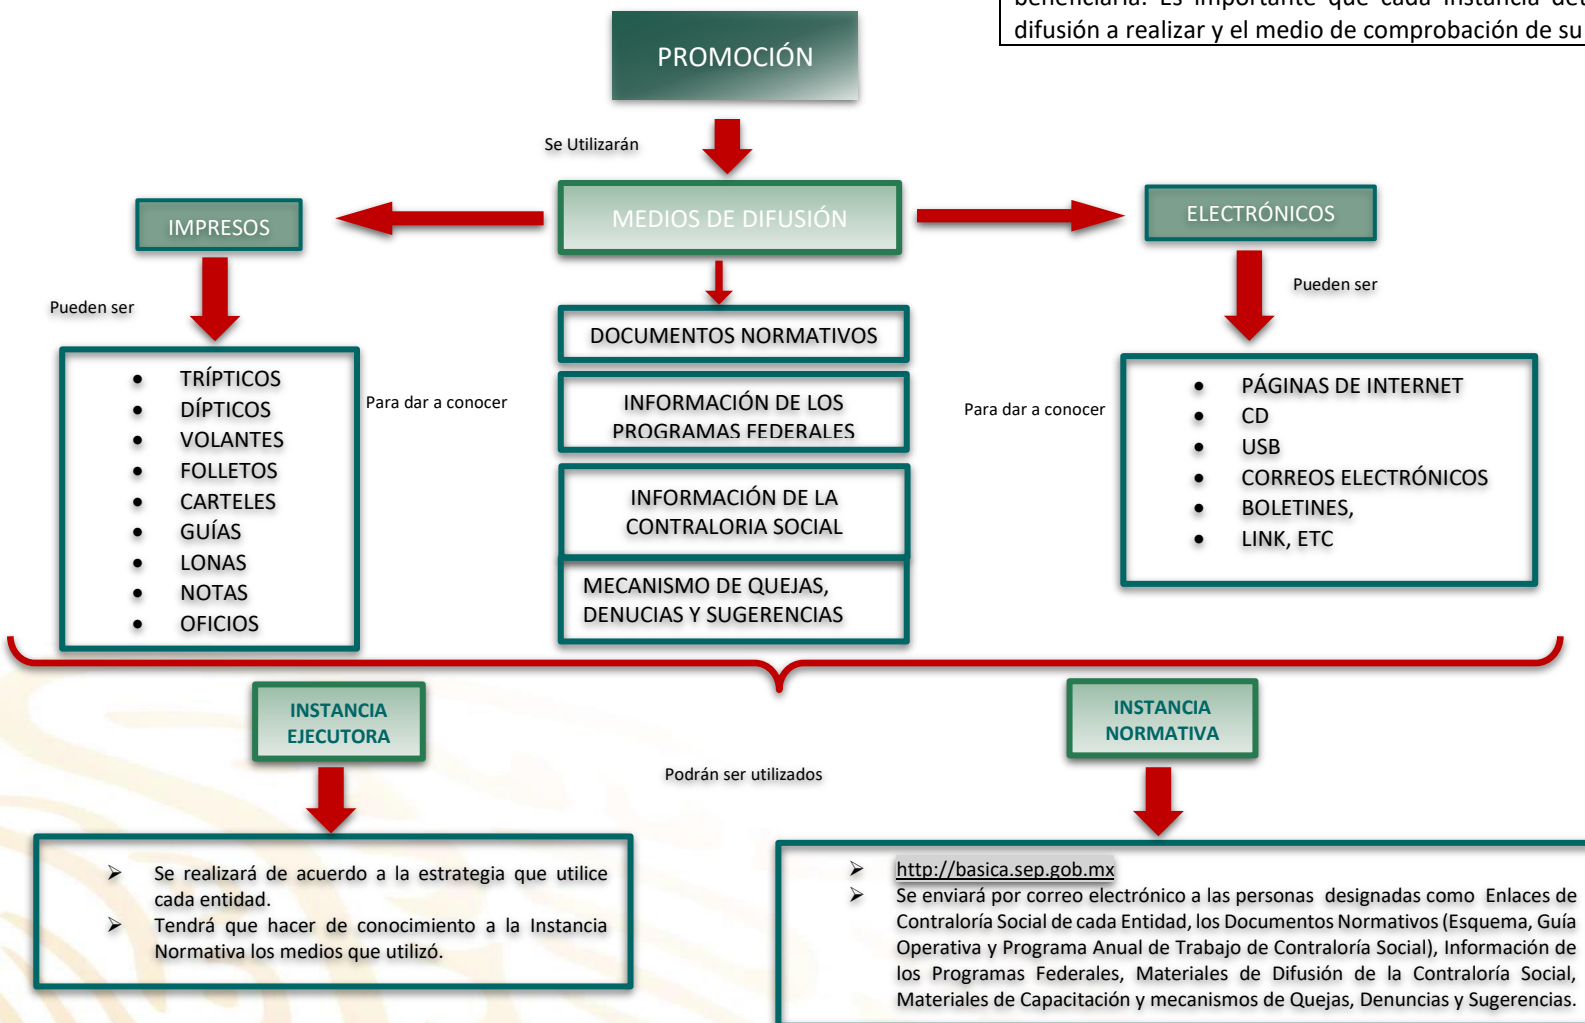 beneficiaria. Es importante que cada instancia
difusión a realizar y el medio de comprobación de su
PROMOCIÓN
Se Utilizarán
IMPRESOS
MEDIOS DE DIFUSIÓN
ELECTRÓNICOS
Pueden ser
Pueden ser
TRÍPTICOS
DÍPTICOS
VOLANTES
FOLLETOS
CARTELES
GUÍAS
LONAS
NOTAS
OFICIOS
Para dar a conocer
DOCUMENTOS NORMATIVOS
INFORMACIÓN DE LOS
PROGRAMAS FEDERALES
INFORMACIÓN DE LA
CONTRALORIA SOCIAL
MECANISMO DE QUEJAS,
DENUCIAS Y SUGERENCIAS
Para dar a conocer
PÁGINAS DE INTERNET
CD
USB
CORREOS ELECTRÓNICOS
BOLETINES,
LINK, ETC
INSTANCIA
EJECUTORA
INSTANCIA
NORMATIVA
Podrán ser utilizados
Se realizará de acuerdo a la estrategia que utilice
cada entidad.
Tendrá que hacer de conocimiento a la Instancia
Normativa los medios que utilizó.
http://basica.sep.gob.mx
Se enviará por correo electrónico a las personas designadas como Enlaces de
Contraloría Social de cada Entidad, los Documentos Normativos (Esquema, Guía
Operativa y Programa Anual de Trabajo de Contraloría Social), Información de
los Programas Federales, Materiales de Difusión de la Contraloría Social,
Materiales de Capacitación y mecanismos de Quejas, Denuncias y Sugerencias.